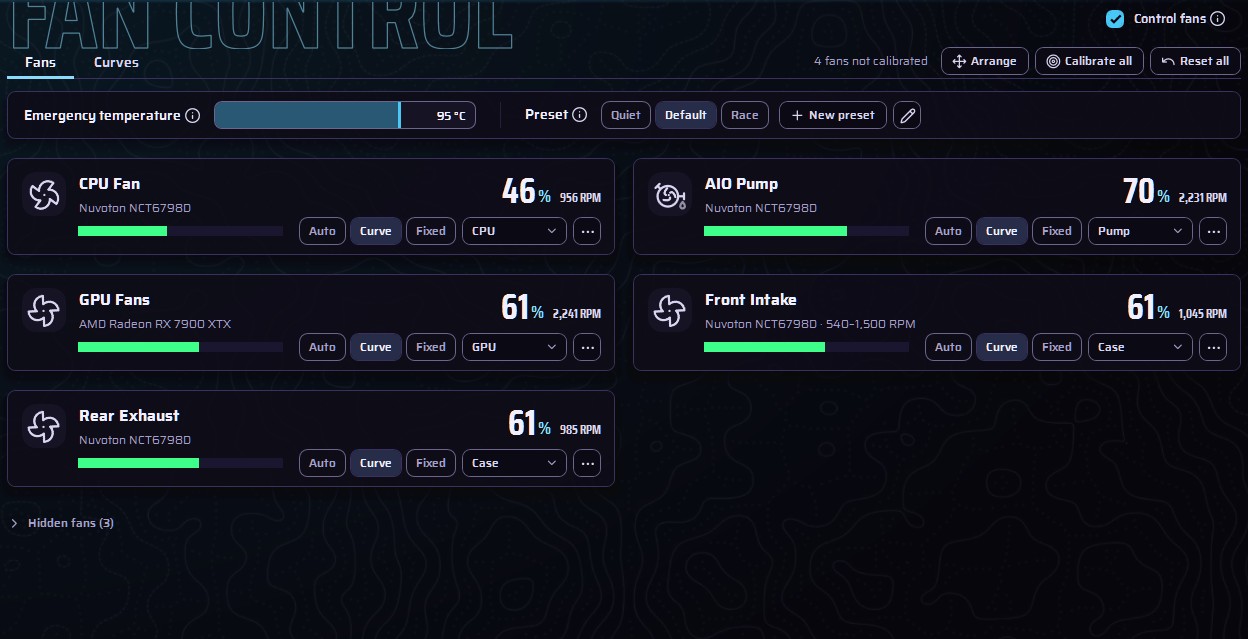 FAN CONTROL
Control fans
Fans Curves 4 fans not calibrated Arrange Calibrate all Reset all
Emergency temperature 95 °C Preset Quiet Default Race New preset
CPU Fan 46% 956 RPM
Nuvoton NCT6798D
Auto Curve Fixed CPU
AIO Pump 70% 2,231 RPM
Nuvoton NCT6798D
Auto Curve Fixed Pump
GPU Fans 61% 2,241 RPM
AMD Radeon RX 7900 XTX
Auto Curve Fixed GPU
Front Intake 61% 1,045 RPM
Nuvoton NCT6798D · 540-1,500 RPM
Auto Curve Fixed Case
Rear Exhaust 61% 985 RPM
Nuvoton NCT6798D
Auto Curve Fixed Case
Hidden fans (3)